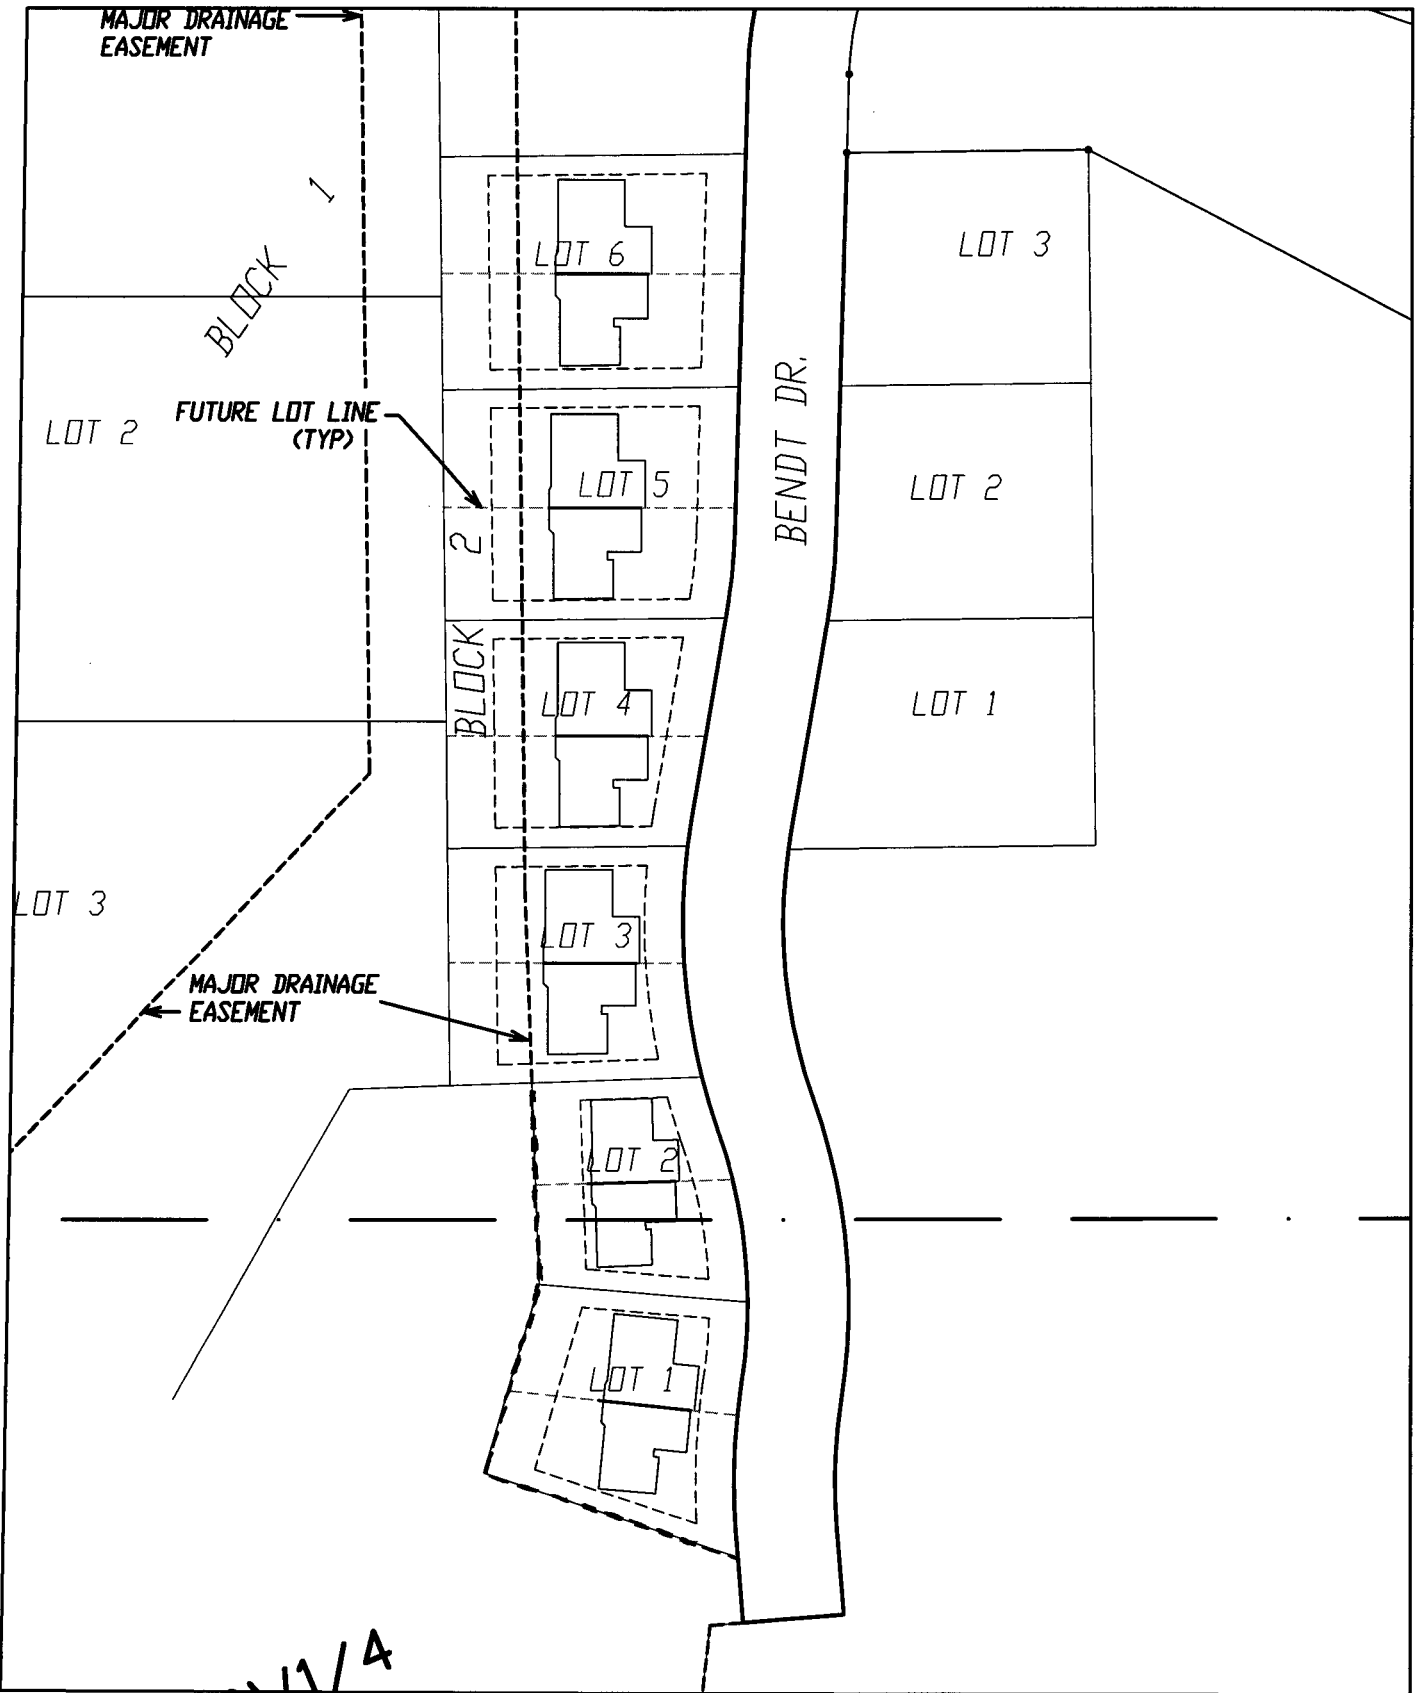 MAJOR DRAINAGE
EASEMENT
BLOCK 1
LOT 6
LOT 3
FUTURE LOT LINE
(TYP)
LOT 2
LOT 5
BENDT DR.
LOT 2
BLOCK 2
LOT 4
LOT 1
LOT 3
LOT 3
MAJOR DRAINAGE
EASEMENT
LOT 2
LOT 1
1/4